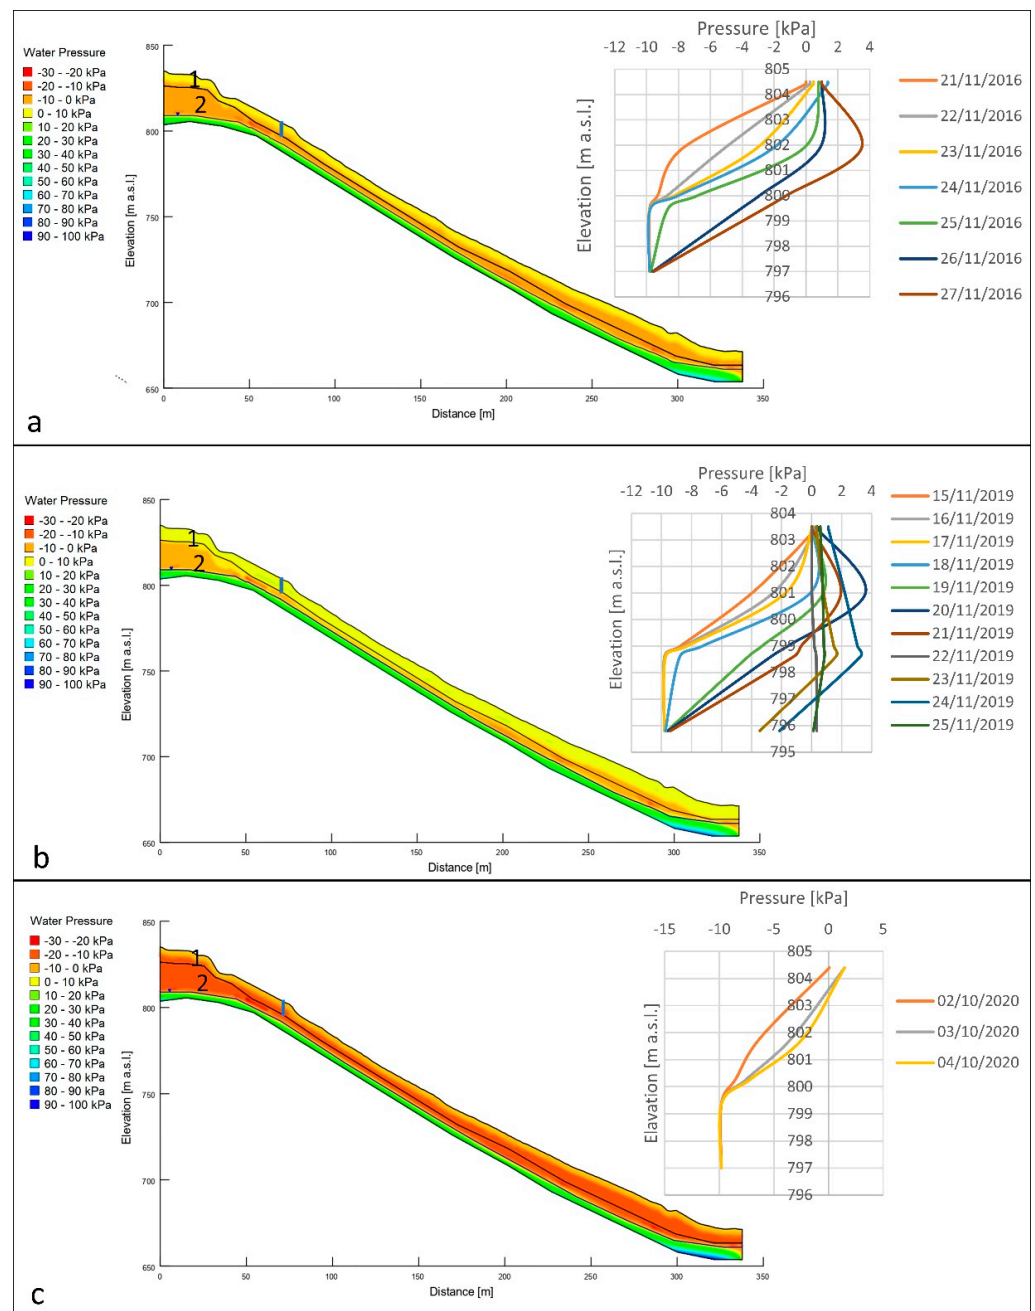 Pressure [kPa]
-12 -10 -8 -6 -4 -2 0 2 4
Water Pressure
-30 - -20 kPa
-20 - -10 kPa
-10 - 0 kPa
0 - 10 kPa
10 - 20 kPa
20 - 30 kPa
30 - 40 kPa
40 - 50 kPa
50 - 60 kPa
60 - 70 kPa
70 - 80 kPa
80 - 90 kPa
90 - 100 kPa
Elevation [m a.s.l.]
850
800
750
700
650
1
2
0 50 100 150 200 250 300 350
Distance [m]
Elevation [m a.s.l.]
805
804
803
802
801
800
799
798
797
796
21/11/2016
22/11/2016
23/11/2016
24/11/2016
25/11/2016
26/11/2016
27/11/2016
a
Pressure [kPa]
-12 -10 -8 -6 -4 -2 0 2 4
Water Pressure
-30 - -20 kPa
-20 - -10 kPa
-10 - 0 kPa
0 - 10 kPa
10 - 20 kPa
20 - 30 kPa
30 - 40 kPa
40 - 50 kPa
50 - 60 kPa
60 - 70 kPa
70 - 80 kPa
80 - 90 kPa
90 - 100 kPa
Elevation [m a.s.l.]
850
800
750
700
650
1
2
0 50 100 150 200 250 300 350
Distance [m]
Elevation [m a.s.l.]
804
803
802
801
800
799
798
797
796
795
15/11/2019
16/11/2019
17/11/2019
18/11/2019
19/11/2019
20/11/2019
21/11/2019
22/11/2019
23/11/2019
24/11/2019
25/11/2019
b
Pressure [kPa]
-15 -10 -5 0 5
Water Pressure
-30 - -20 kPa
-20 - -10 kPa
-10 - 0 kPa
0 - 10 kPa
10 - 20 kPa
20 - 30 kPa
30 - 40 kPa
40 - 50 kPa
50 - 60 kPa
60 - 70 kPa
70 - 80 kPa
80 - 90 kPa
90 - 100 kPa
Elevation [m a.s.l.]
850
800
750
700
650
1
2
0 50 100 150 200 250 300 350
Distance [m]
Elavation [m a.s.l.]
805
804
803
802
801
800
799
798
797
796
02/10/2020
03/10/2020
04/10/2020
c